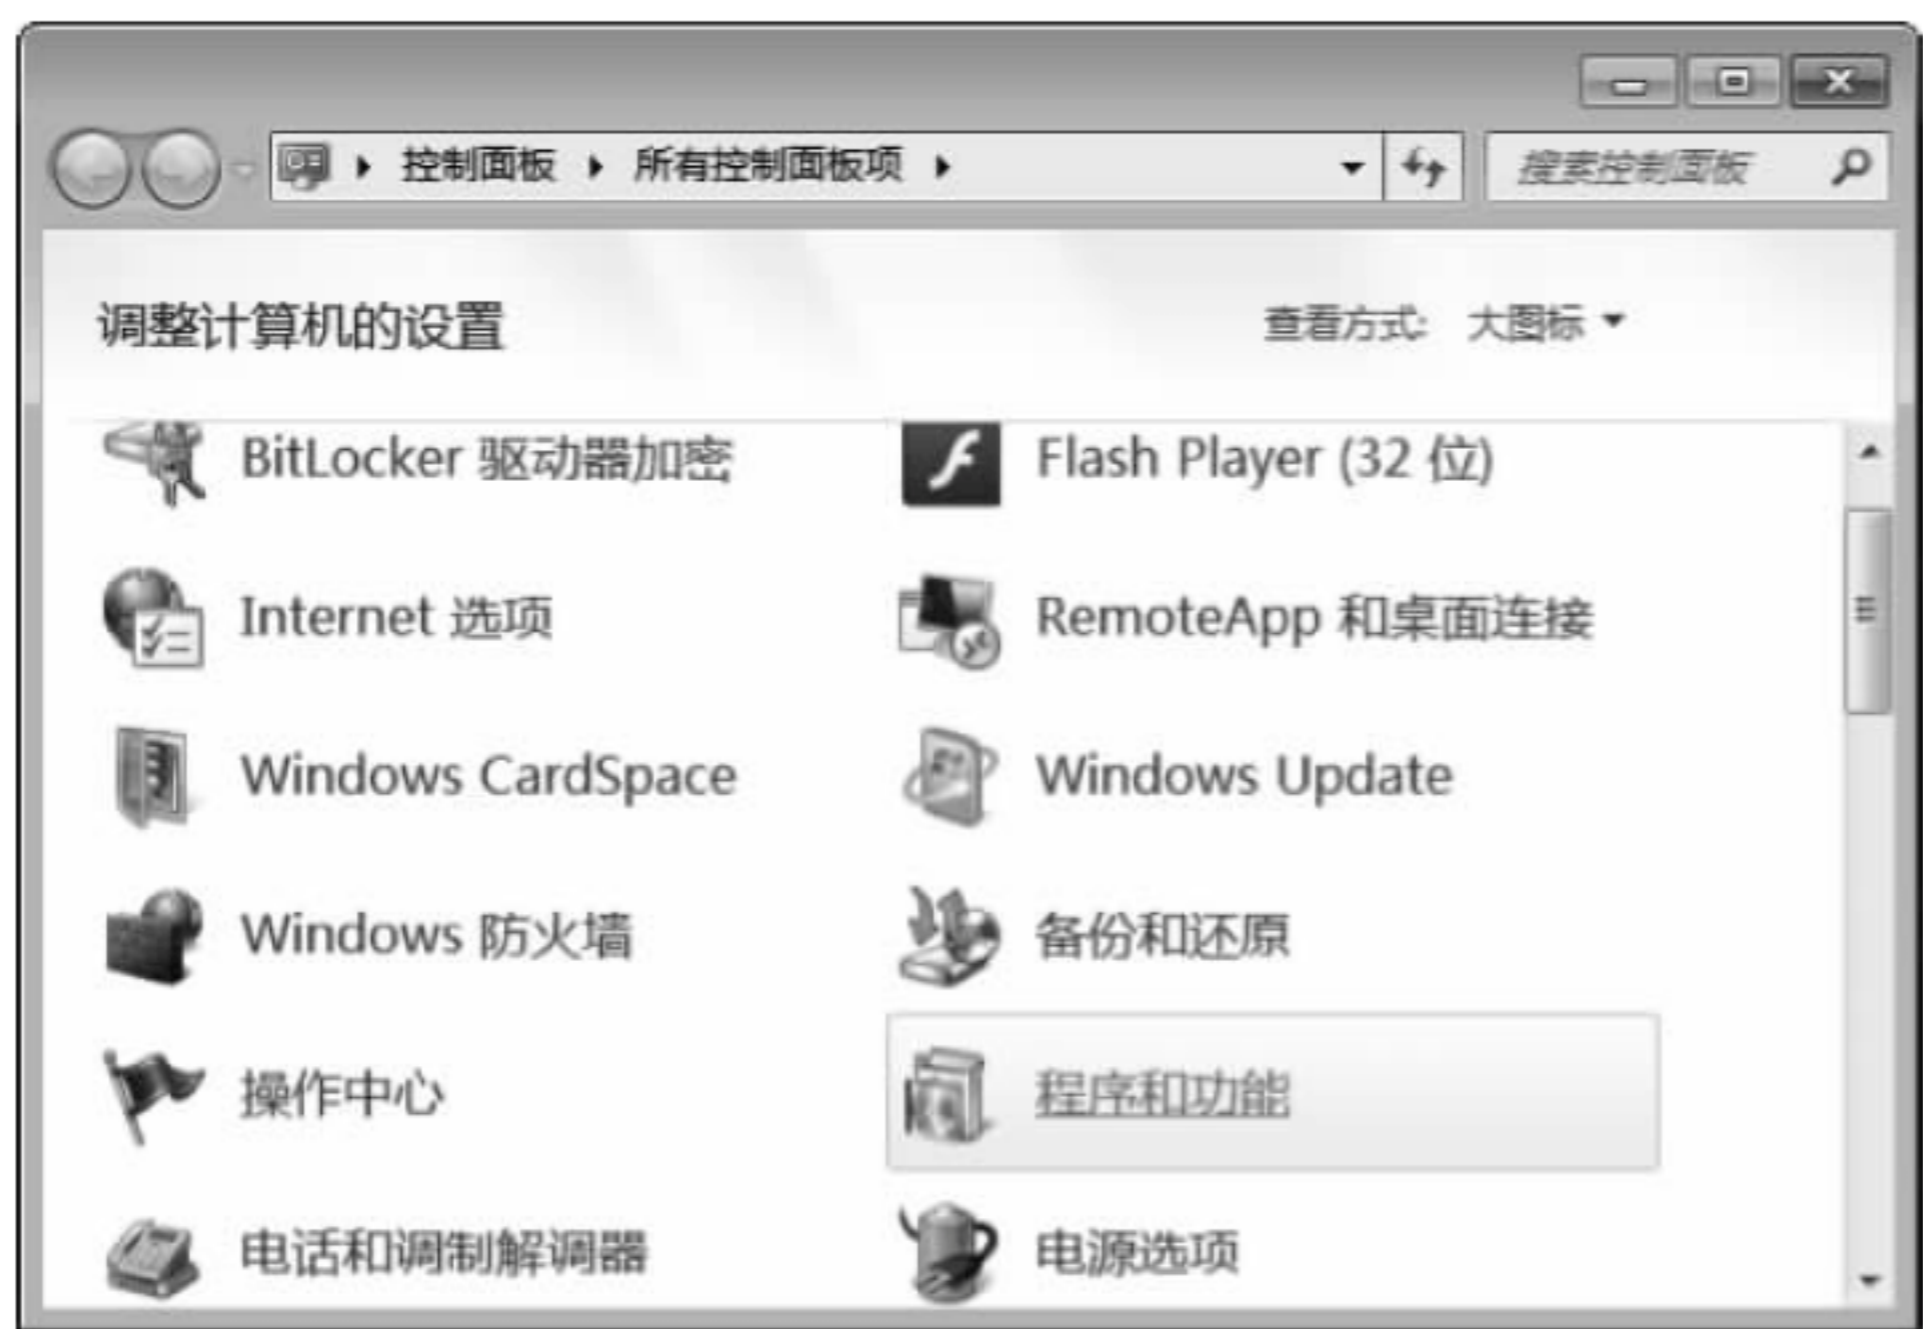 控制面板 所有控制面板项
搜索控制面板
调整计算机的设置
查看方式: 大图标
BitLocker 驱动器加密
Flash Player (32 位)
Internet 选项
RemoteApp 和桌面连接
Windows CardSpace
Windows Update
Windows 防火墙
备份和还原
操作中心
程序和功能
电话和调制解调器
电源选项